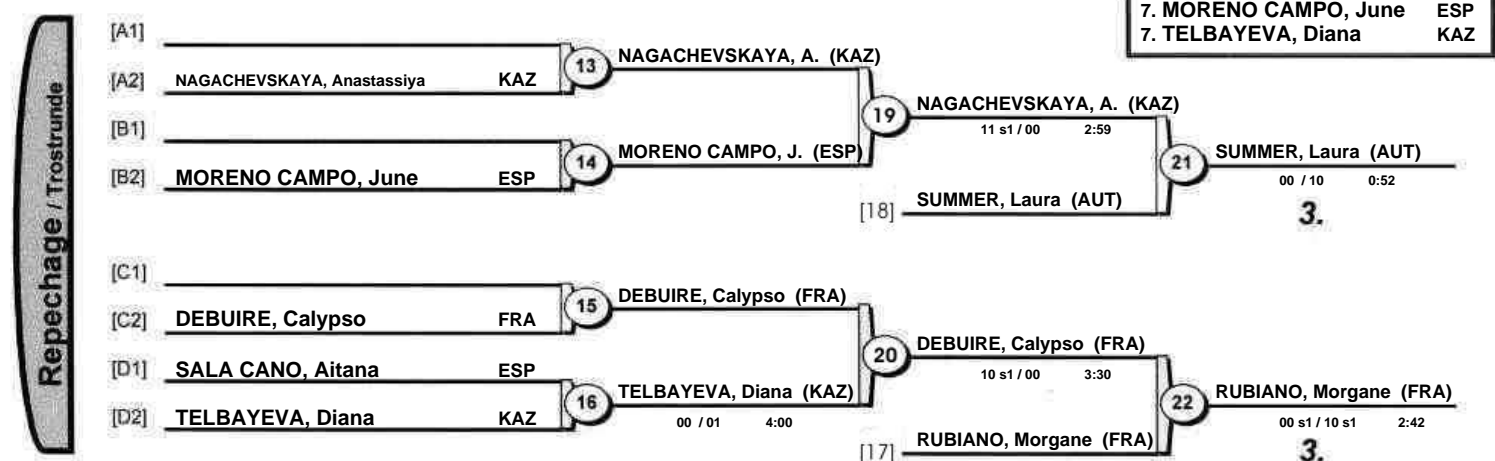 7. MORENO CAMPO, June ESP
7. TELBAYEVA, Diana KAZ
Repechage / Trostrunde
[A1]
[A2] NAGACHEVSKAYA, Anastassiya KAZ
13 NAGACHEVSKAYA, A. (KAZ)
[B1]
[B2] MORENO CAMPO, June ESP
14 MORENO CAMPO, J. (ESP)
19 NAGACHEVSKAYA, A. (KAZ)
11 s1 / 00 2:59
[18] SUMMER, Laura (AUT)
21 SUMMER, Laura (AUT)
00 / 10 0:52
3.
[C1]
[C2] DEBUIRE, Calypso FRA
15 DEBUIRE, Calypso (FRA)
[D1] SALA CANO, Aitana ESP
[D2] TELBAYEVA, Diana KAZ
16 TELBAYEVA, Diana (KAZ)
00 / 01 4:00
20 DEBUIRE, Calypso (FRA)
10 s1 / 00 3:30
[17] RUBIANO, Morgane (FRA)
22 RUBIANO, Morgane (FRA)
00 s1 / 10 s1 2:42
3.